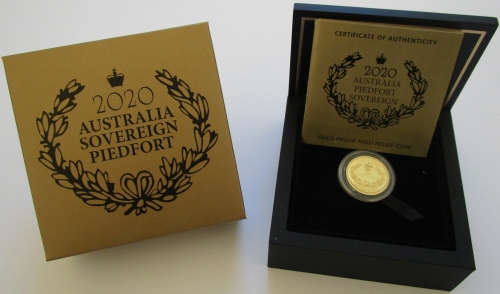 2020
AUSTRALIA
SOVEREIGN
PIEDFORT
CERTIFICATE OF AUTHENTICITY
2020
AUSTRALIA
PIEDFORT
SOVEREIGN
GOLD PROOF HIGH RELIEF COIN